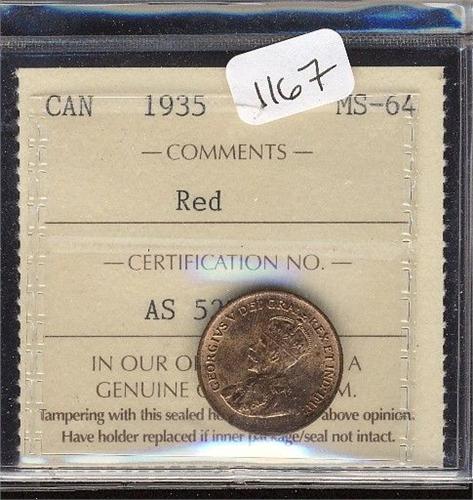 1167
CAN 1935 MS-64
— COMMENTS —
Red
— CERTIFICATION NO. —
AS
IN OUR A
GENUINE
Tampering with this sealed above opinion.
Have holder replaced if inner package/seal not intact.
GEORGIVS V DEI GRA: REX ET IND: IMP: